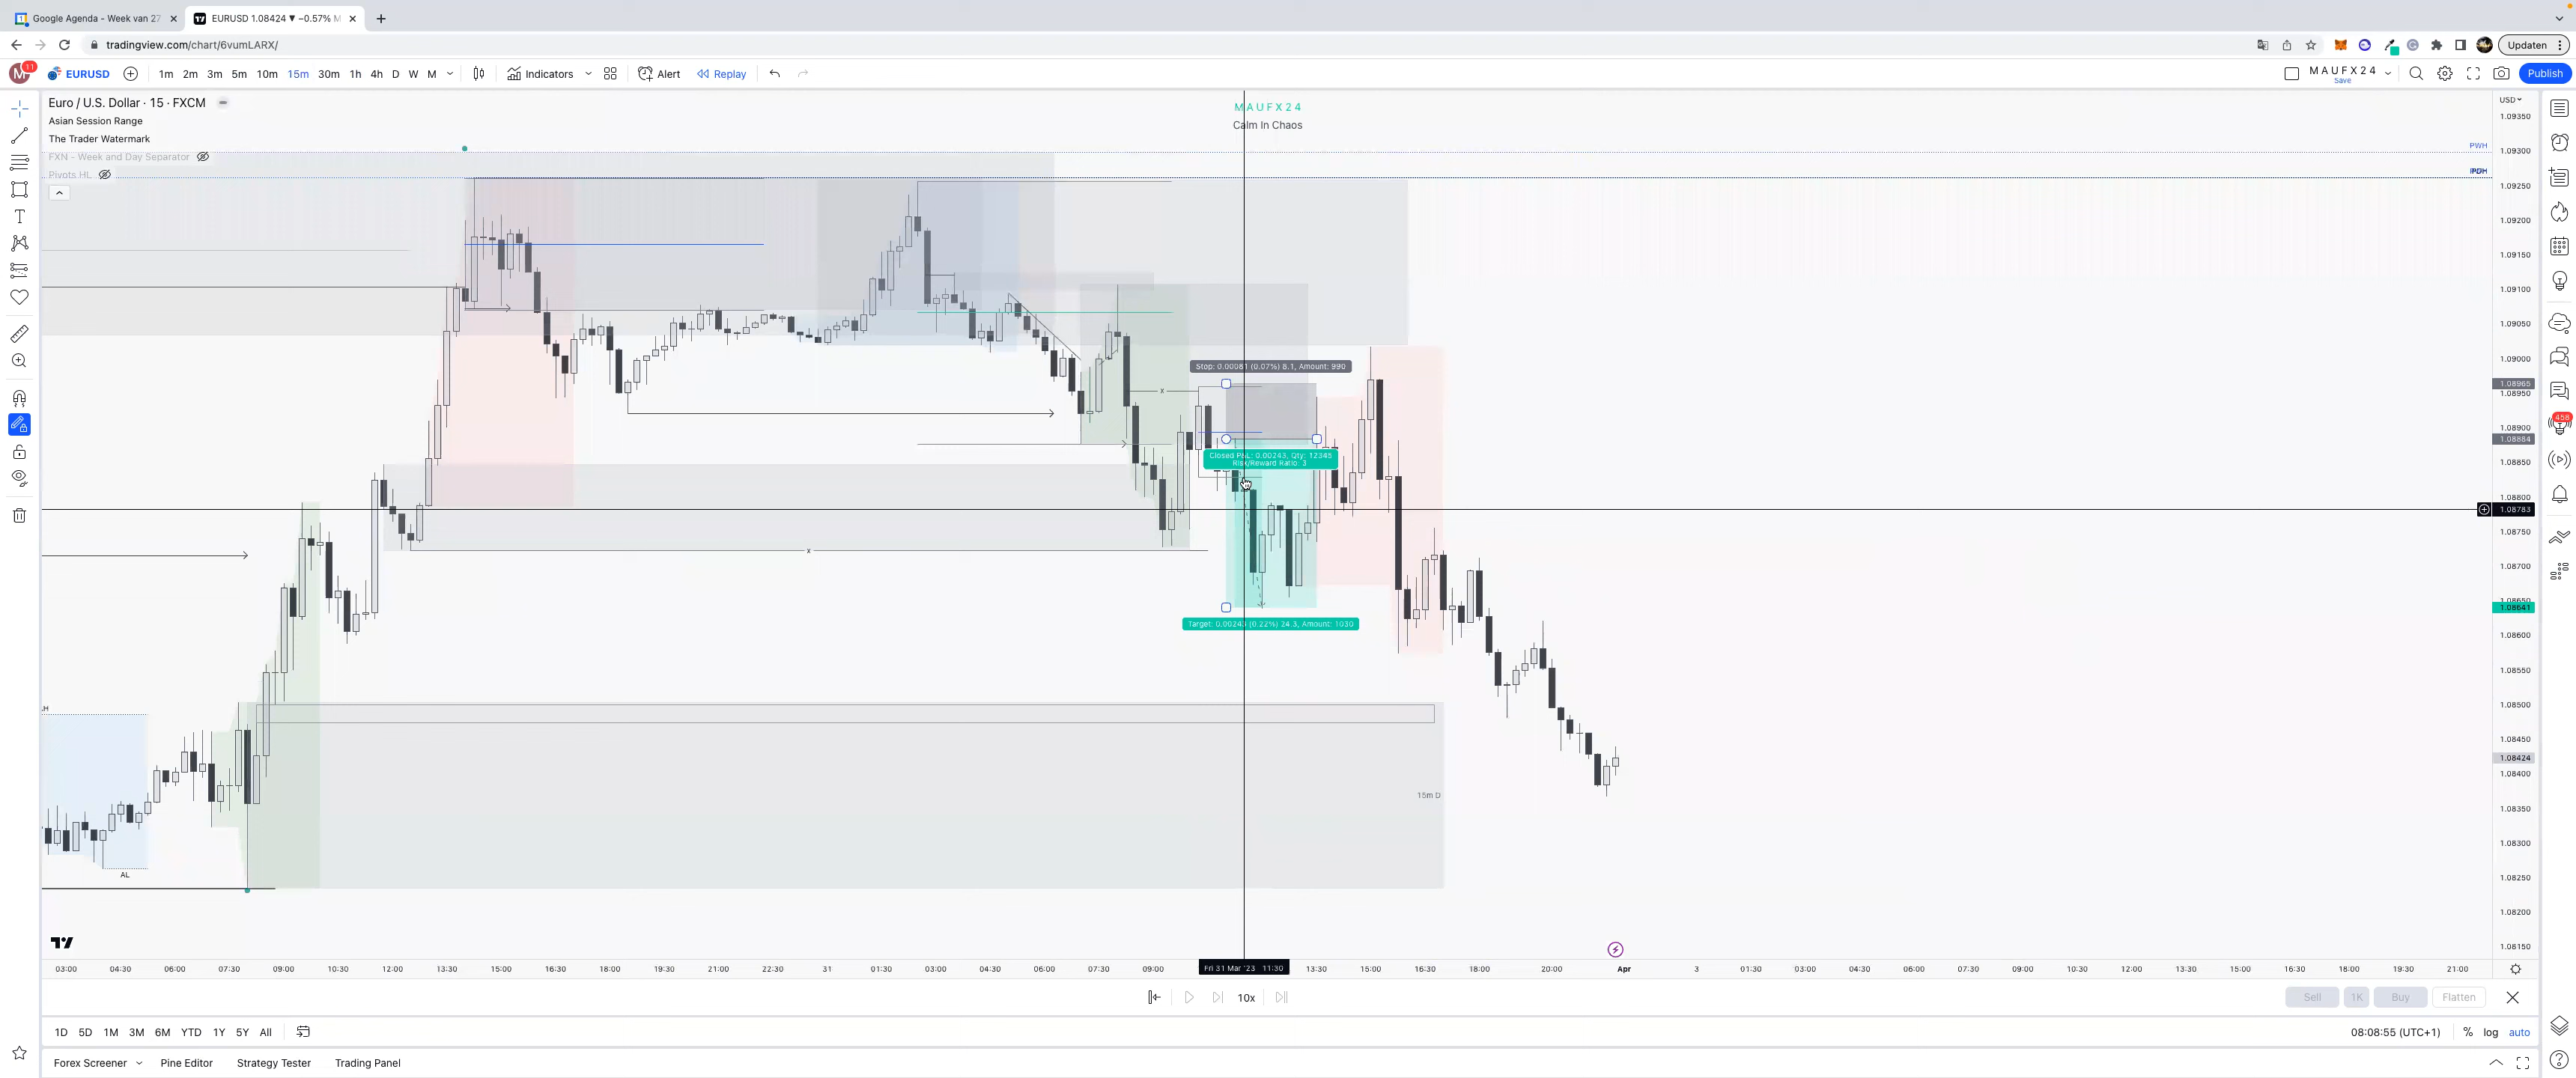 Google Agenda - Week van 27
EURUSD 1.08424 ▼ −0.57% M
tradingview.com/chart/6vumLARX/
Updaten
M 11 EURUSD 1m 2m 3m 5m 10m 15m 30m 1h 4h D W M Indicators Alert Replay MAUFX24 Save Publish
Euro / U.S. Dollar · 15 · FXCM
Asian Session Range
The Trader Watermark
FXN - Week and Day Separator
Pivots HL
MAUFX24
Calm In Chaos
USD
1.09350
1.09300
1.09250
1.09200
1.09150
1.09100
1.09050
1.09000
1.08965
1.08950
1.08900
1.08884
1.08850
1.08800
1.08783
1.08750
1.08700
1.08641
1.08600
1.08550
1.08500
1.08450
1.08424
1.08400
1.08350
1.08300
1.08250
1.08200
1.08150
PWH
458
Stop: 0.00081 (0.07%) 8.1, Amount: 990
x
Closed P&L: 0.00243, Qty: 12345
Risk/Reward Ratio: 3
x
Target: 0.00243 (0.22%) 24.3, Amount: 1030
15m D
AL
03:00 04:30 06:00 07:30 09:00 10:30 12:00 13:30 15:00 16:30 18:00 19:30 21:00 22:30 31 01:30 03:00 04:30 06:00 07:30 09:00 Fri 31 Mar '23 11:30 13:30 15:00 16:30 18:00 20:00 Apr 3 01:30 03:00 04:30 06:00 07:30 09:00 10:30 12:00 13:30 15:00 16:30 18:00 19:30 21:00
10x
Sell 1K Buy Flatten
1D 5D 1M 3M 6M YTD 1Y 5Y All
08:08:55 (UTC+1) % log auto
Forex Screener Pine Editor Strategy Tester Trading Panel